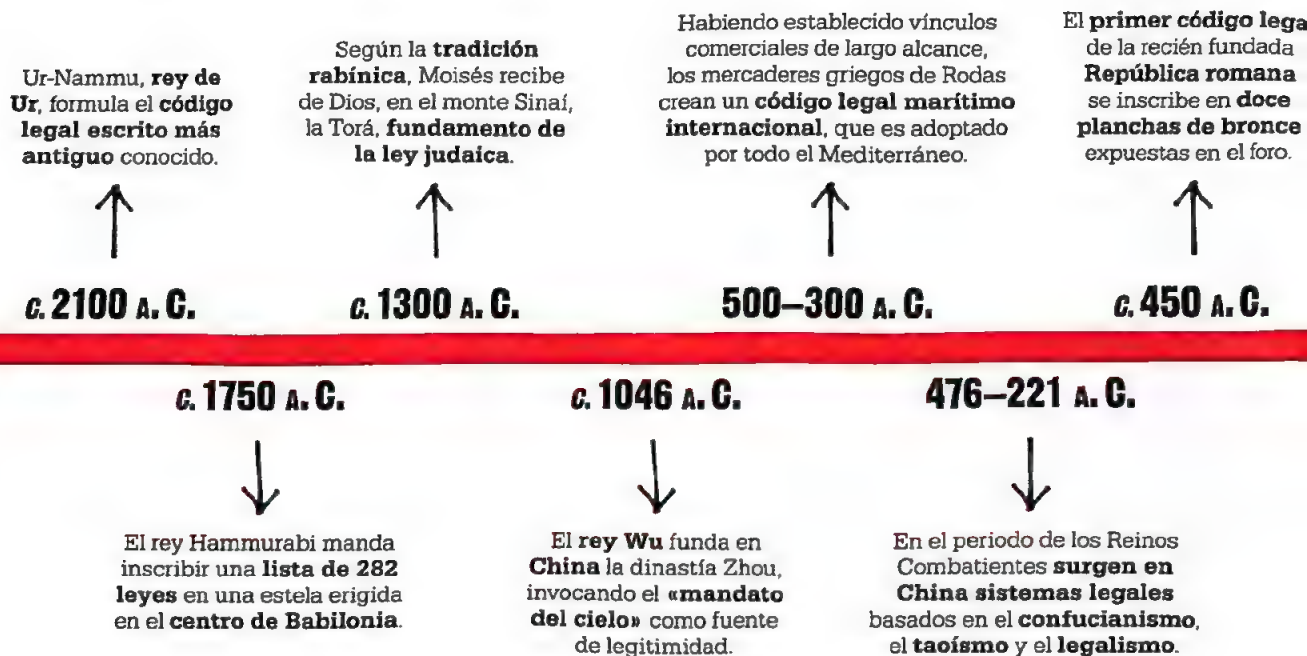 Ur-Nammu, rey de
Ur, formula el código
legal escrito más
antiguo conocido.
c. 2100 A. C.
Según la tradición
rabínica, Moisés recibe
de Dios, en el monte Sinaí,
la Torá, fundamento de
la ley judaica.
c. 1300 A. C.
Habiendo establecido vínculos
comerciales de largo alcance,
los mercaderes griegos de Rodas
crean un código legal marítimo
internacional, que es adoptado
por todo el Mediterráneo.
500–300 A. C.
El primer código lega
de la recién fundada
República romana
se inscribe en doce
planchas de bronce
expuestas en el foro.
c. 450 A. C.
c. 1750 A. C.
El rey Hammurabi manda
inscribir una lista de 282
leyes en una estela erigida
en el centro de Babilonia.
c. 1046 A. C.
El rey Wu funda en
China la dinastía Zhou,
invocando el «mandato
del cielo» como fuente
de legitimidad.
476–221 A. C.
En el periodo de los Reinos
Combatientes surgen en
China sistemas legales
basados en el confucianismo,
el taoísmo y el legalismo.